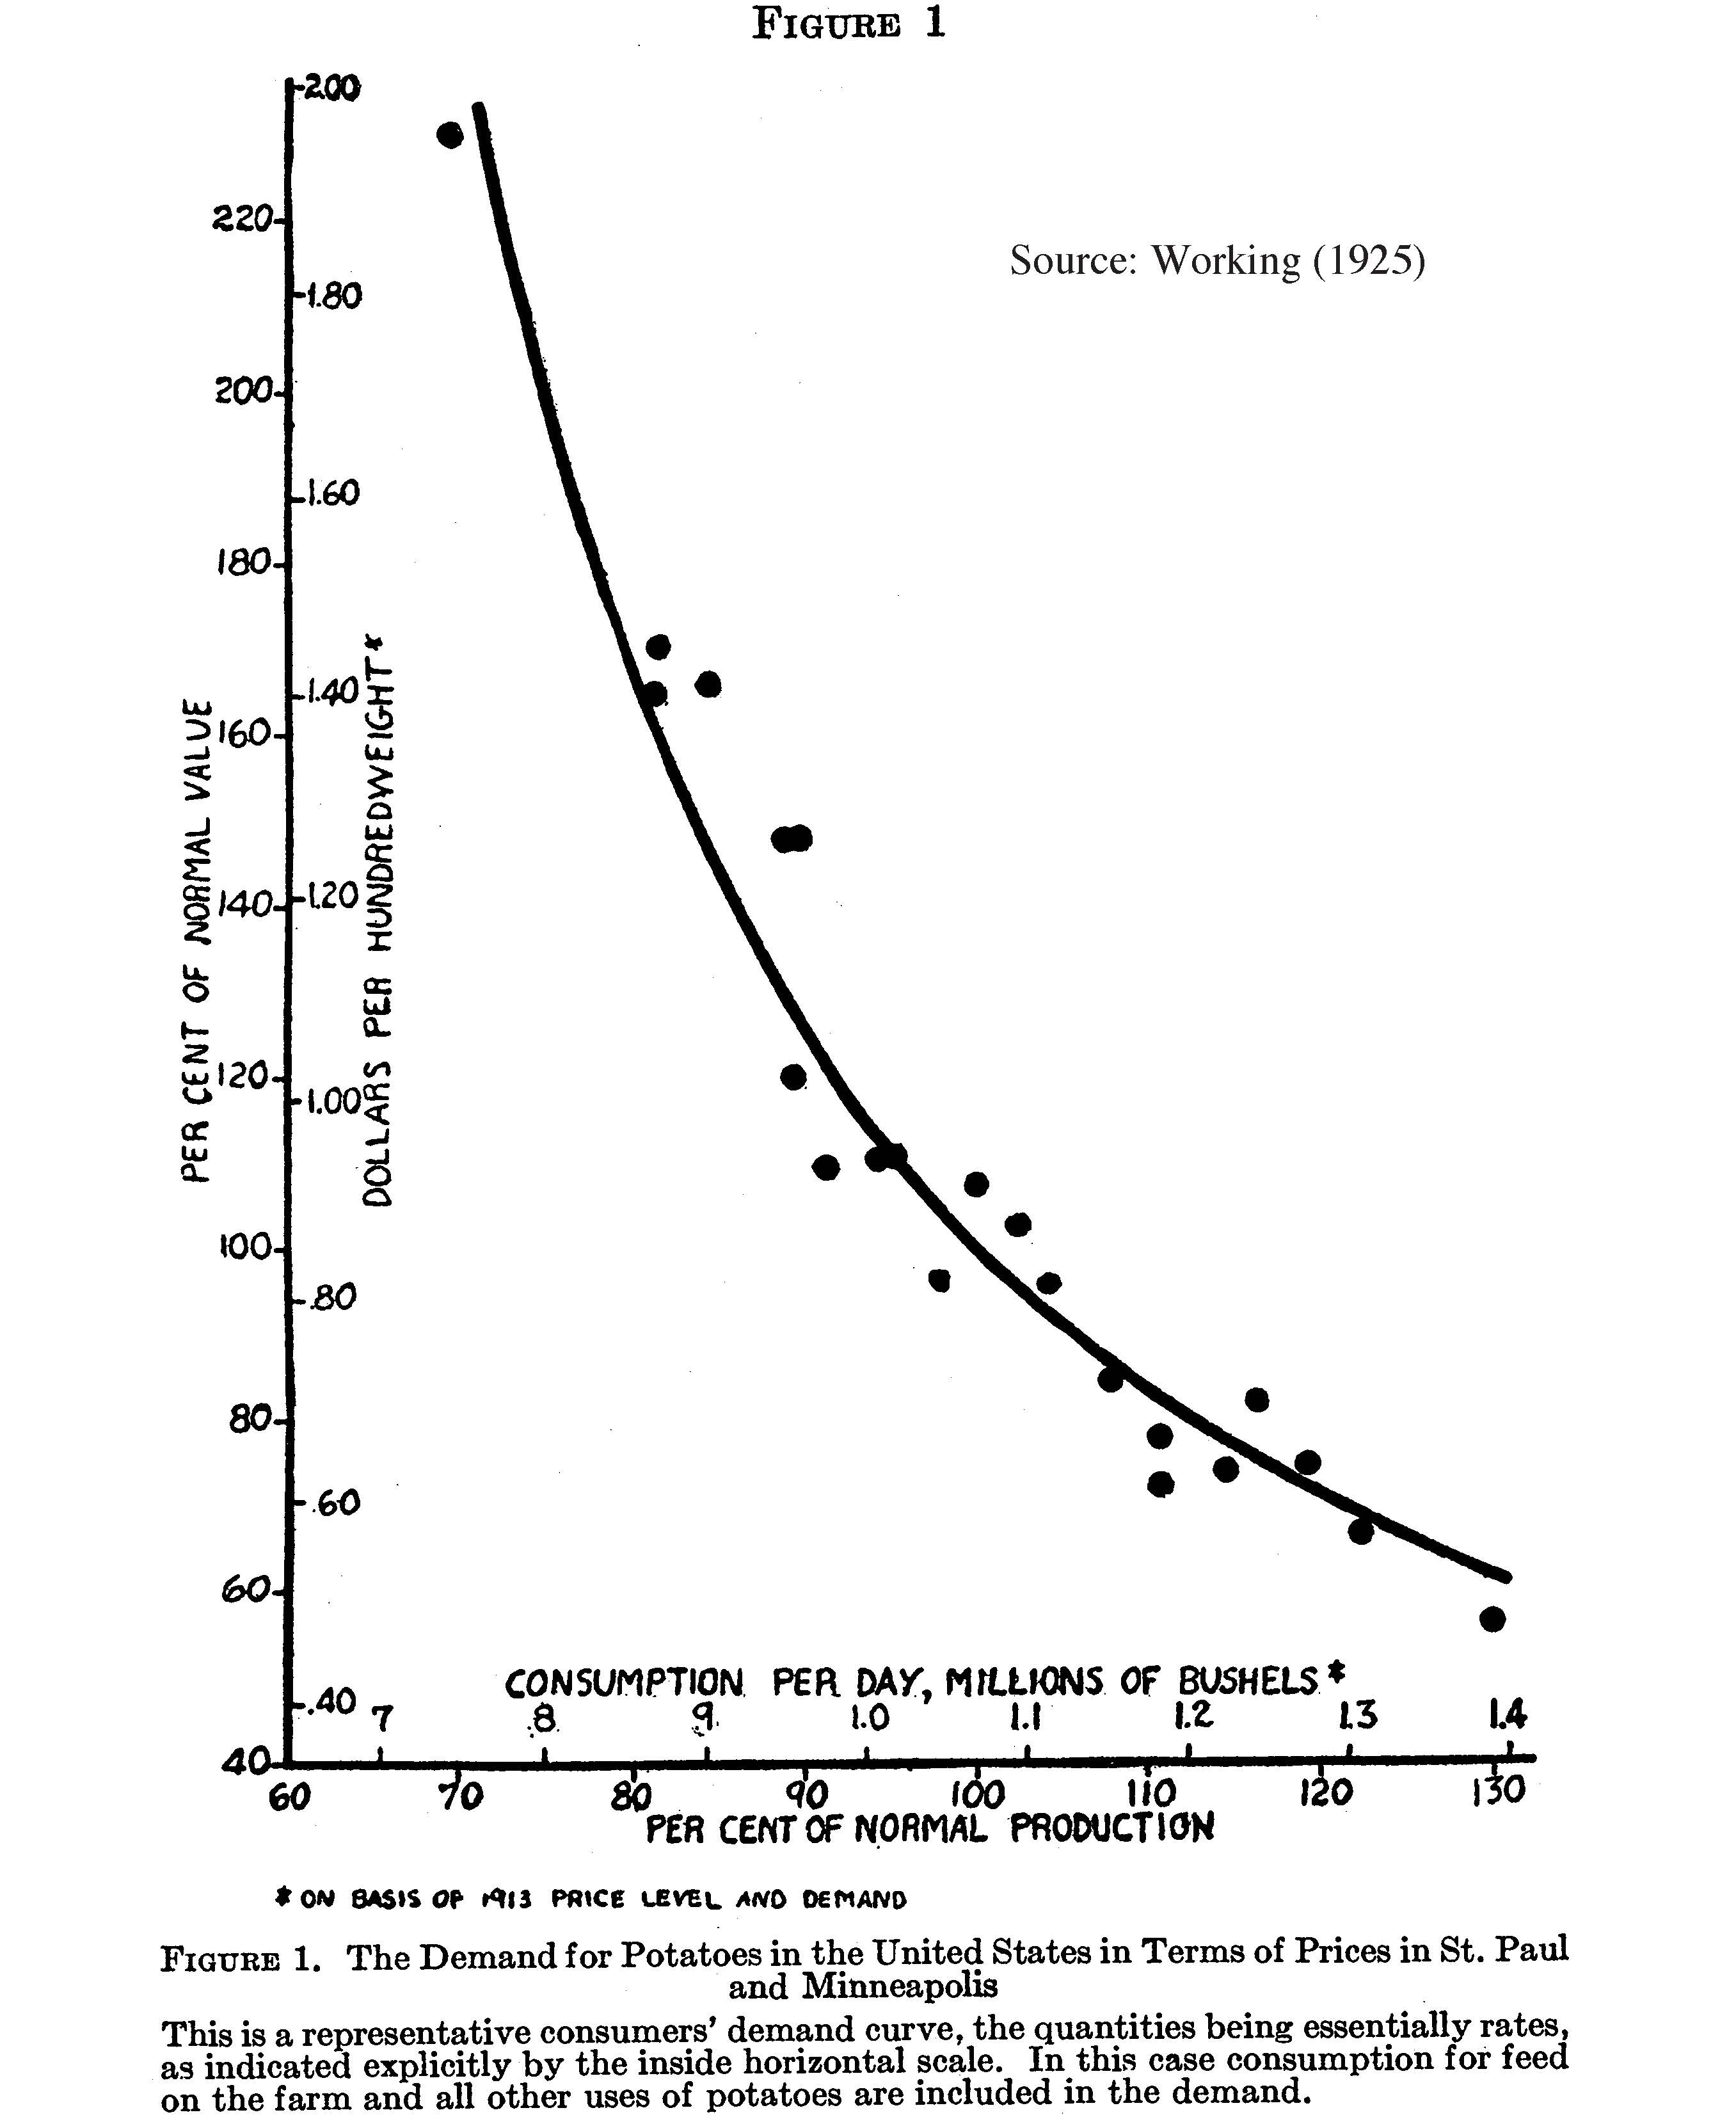 FIGURE 1
2.00
220
Source: Working (1925)
1.80
200
1.60
180
1.40
160
1.20
140
PER CENT OF NORMAL VALUE
DOLLARS PER HUNDREDWEIGHT*
120
1.00
100
.80
80
.60
60
CONSUMPTION PER DAY, MILLIONS OF BUSHELS*
.40 7 .8 .9 1.0 1.1 1.2 1.3 1.4
40
60 70 80 90 100 110 120 130
PER CENT OF NORMAL PRODUCTION
* ON BASIS OF 1913 PRICE LEVEL AND DEMAND
FIGURE 1. The Demand for Potatoes in the United States in Terms of Prices in St. Paul
and Minneapolis
This is a representative consumers' demand curve, the quantities being essentially rates,
as indicated explicitly by the inside horizontal scale. In this case consumption for feed
on the farm and all other uses of potatoes are included in the demand.